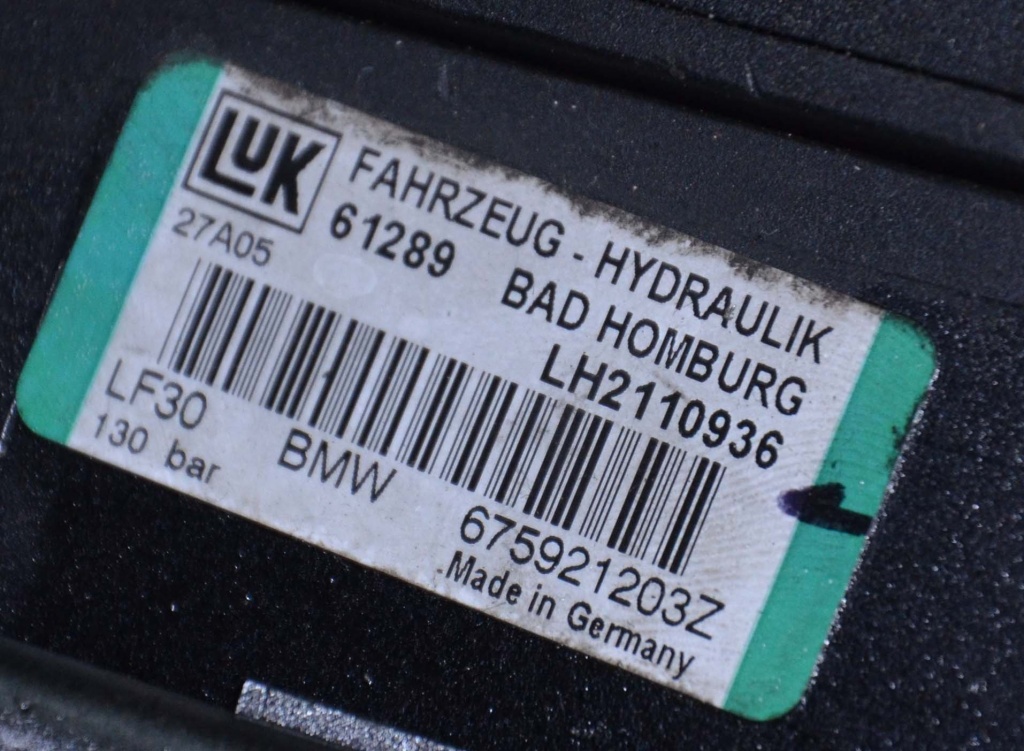 LUK
FAHRZEUG - HYDRAULIK
61289 BAD HOMBURG
27A05
LH2110936
LF30 BMW 675921203Z
130 bar
Made in Germany